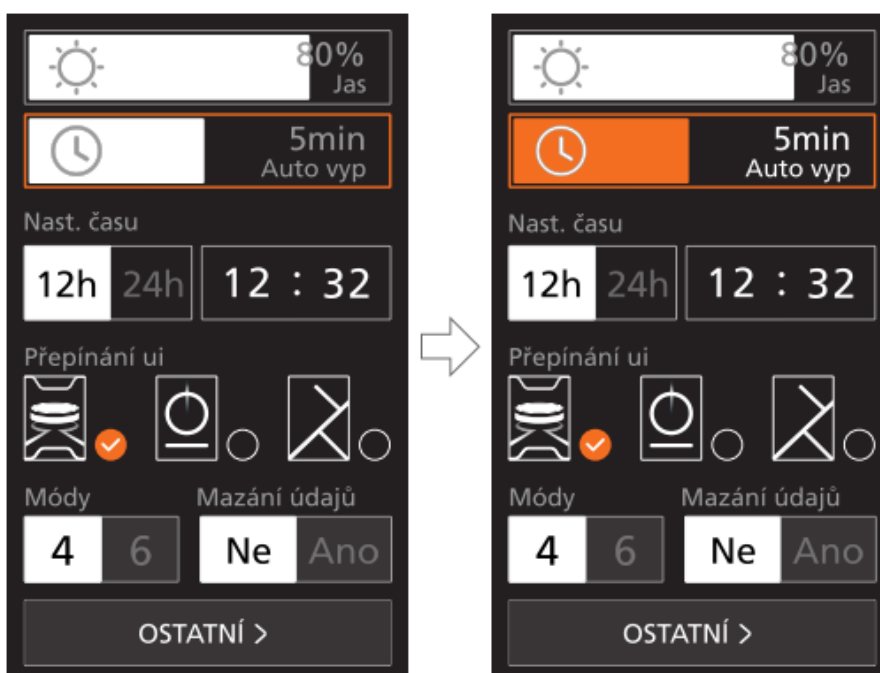 80%
Jas
5min
Auto vyp
Nast. času
12h 24h 12 : 32
Přepínání ui
Módy Mazání údajů
4 6 Ne Ano
OSTATNÍ >
80%
Jas
5min
Auto vyp
Nast. času
12h 24h 12 : 32
Přepínání ui
Módy Mazání údajů
4 6 Ne Ano
OSTATNÍ >